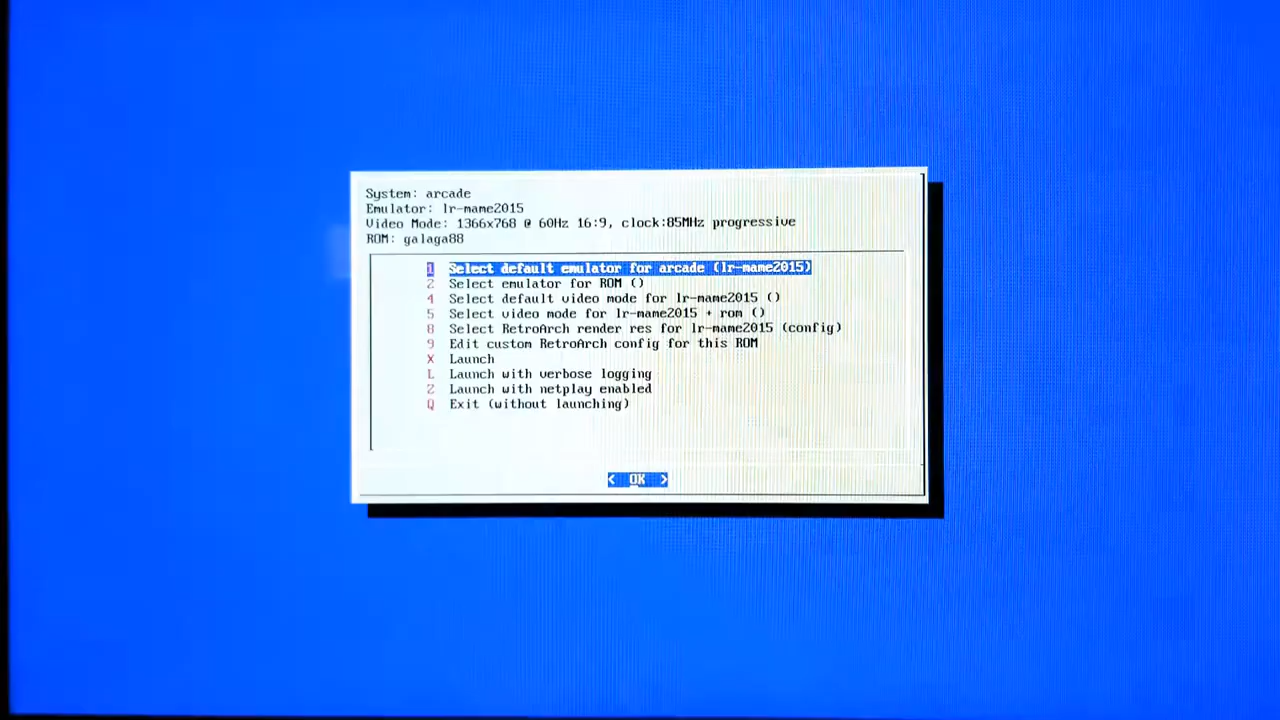 System: arcade
Emulator: lr-mame2015
Video Mode: 1366x768 @ 60Hz 16:9, clock:85MHz progressive
ROM: galaga88
1 Select default emulator for arcade (lr-mame2015)
2 Select emulator for ROM ()
4 Select default video mode for lr-mame2015 ()
5 Select video mode for lr-mame2015 + rom ()
8 Select RetroArch render res for lr-mame2015 (config)
9 Edit custom RetroArch config for this ROM
X Launch
L Launch with verbose logging
Z Launch with netplay enabled
Q Exit (without launching)
< OK >